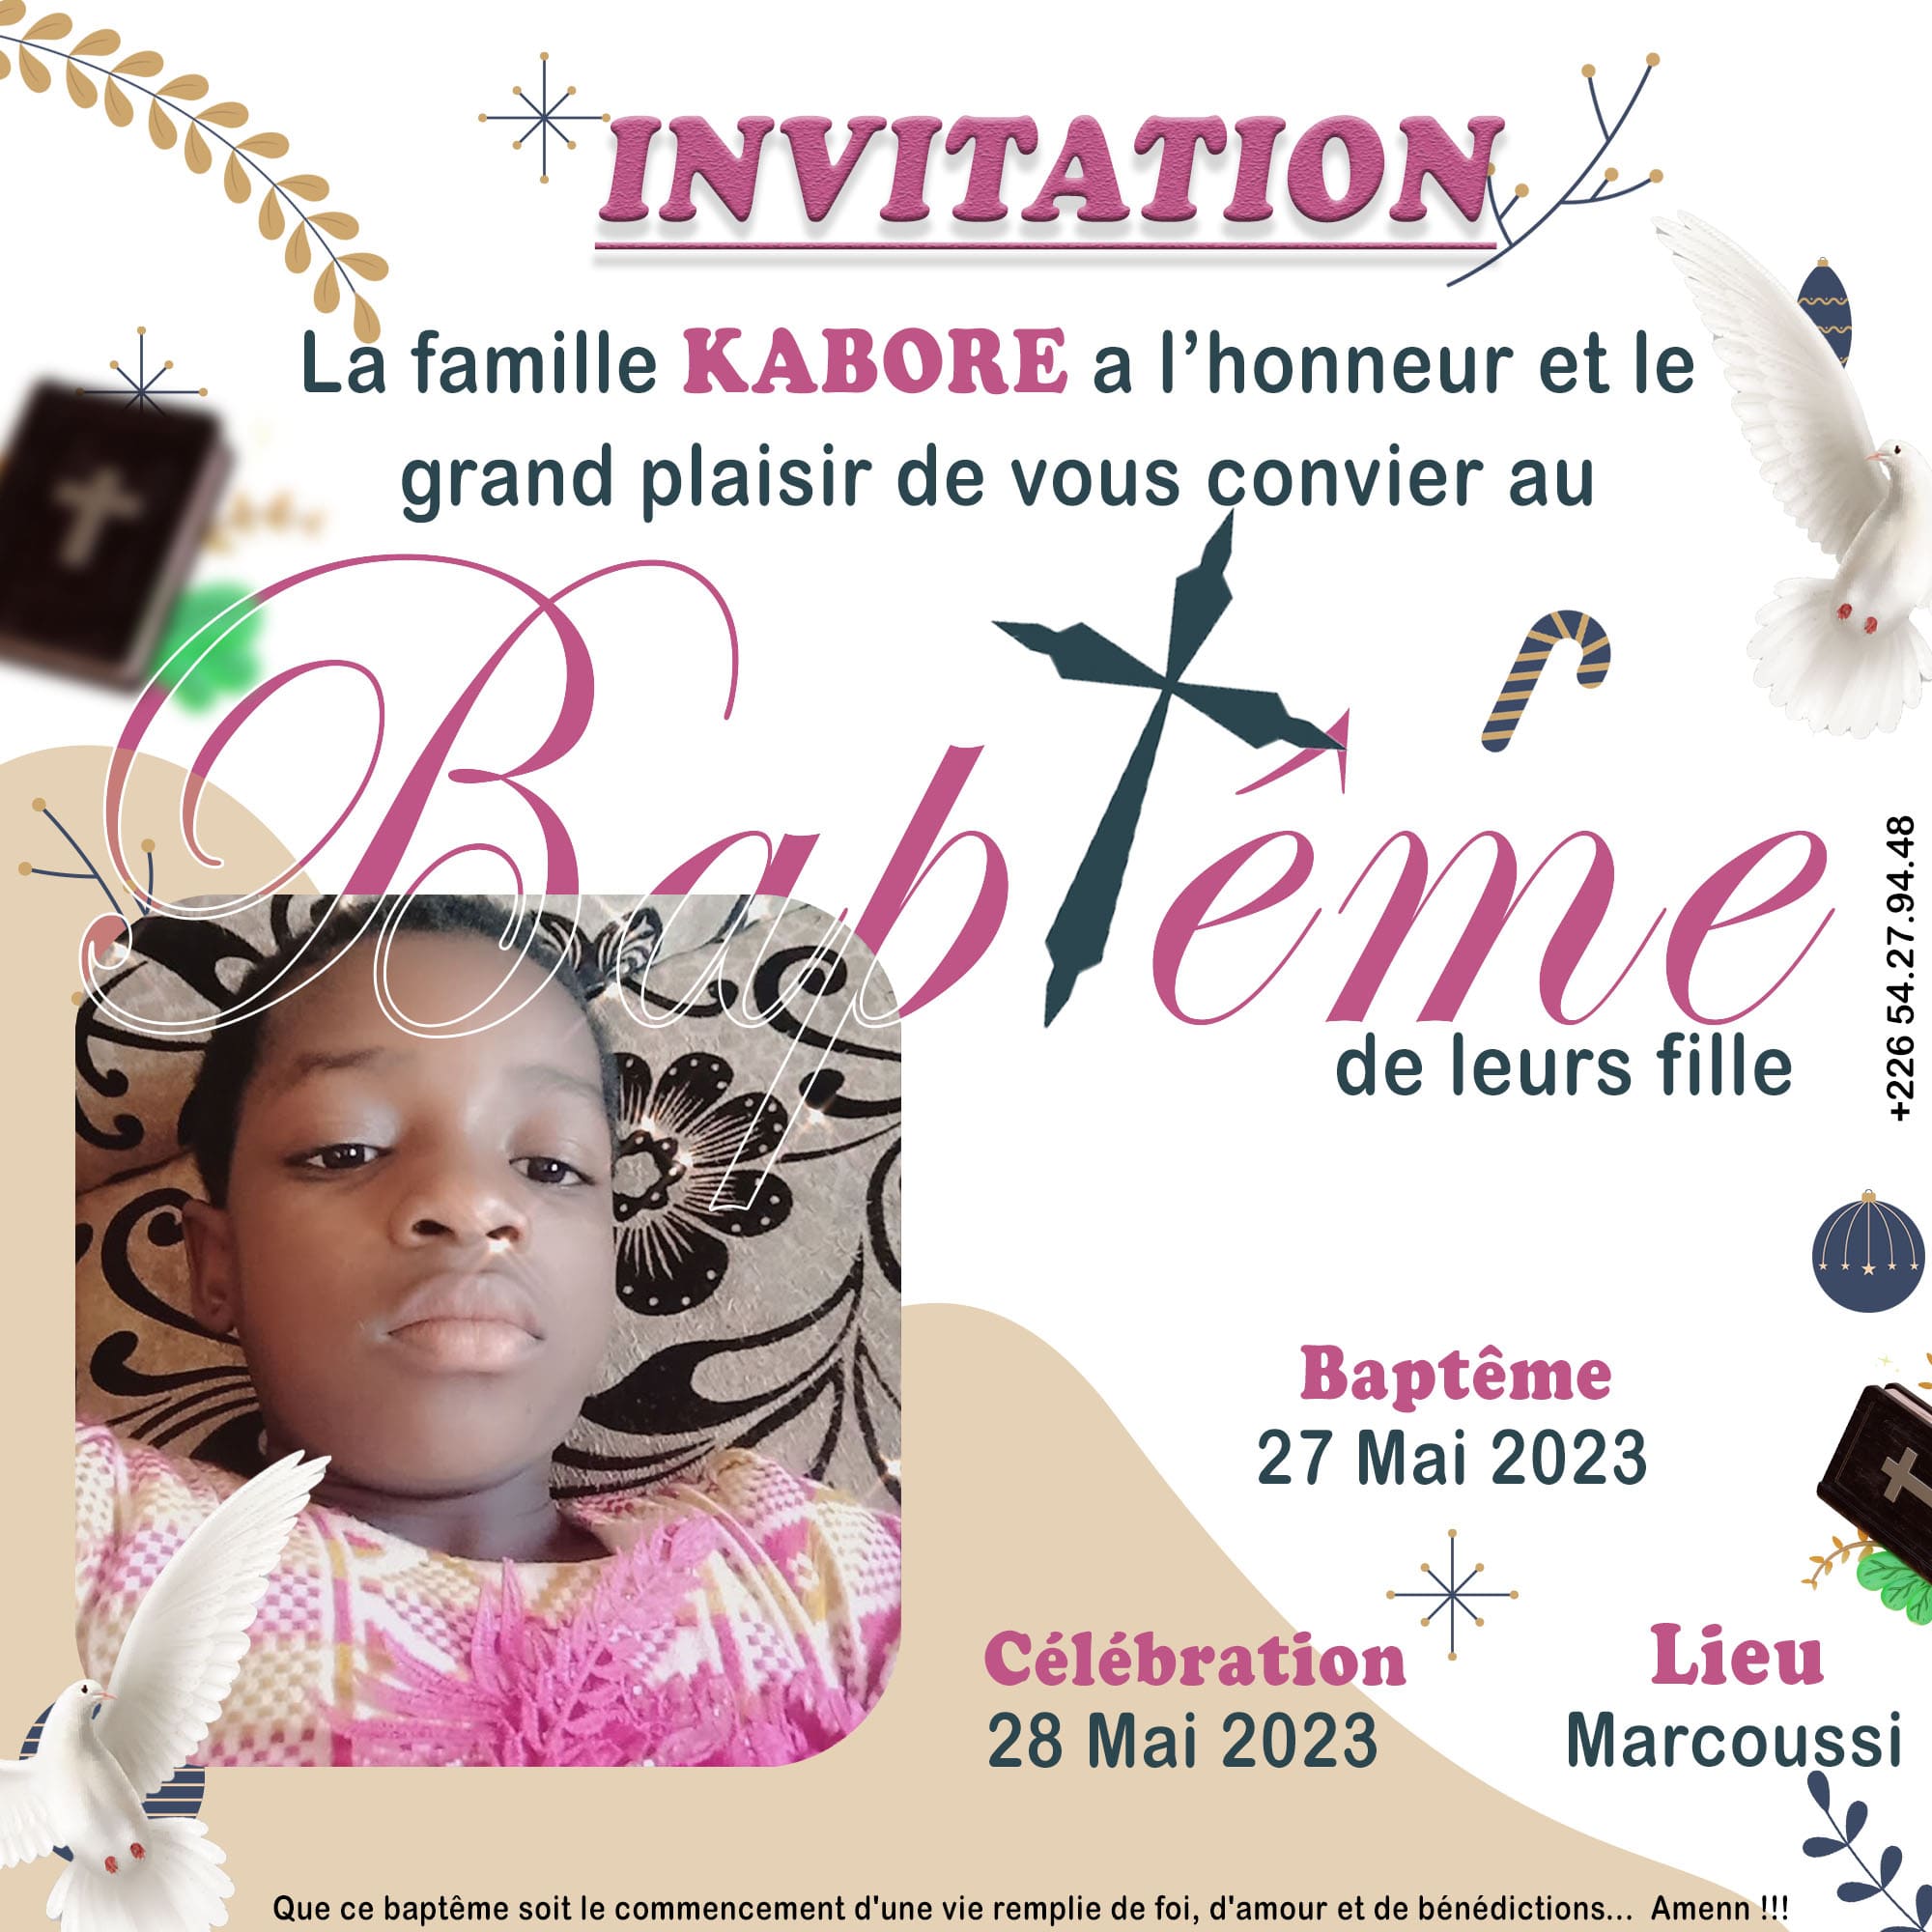 INVITATION
La famille KABORE a l’honneur et le
grand plaisir de vous convier au
Baptême
de leurs fille
+226 54.27.94.48
Baptême
27 Mai 2023
Célébration
28 Mai 2023
Lieu
Marcoussi
Que ce baptême soit le commencement d'une vie remplie de foi, d'amour et de bénédictions... Amenn !!!